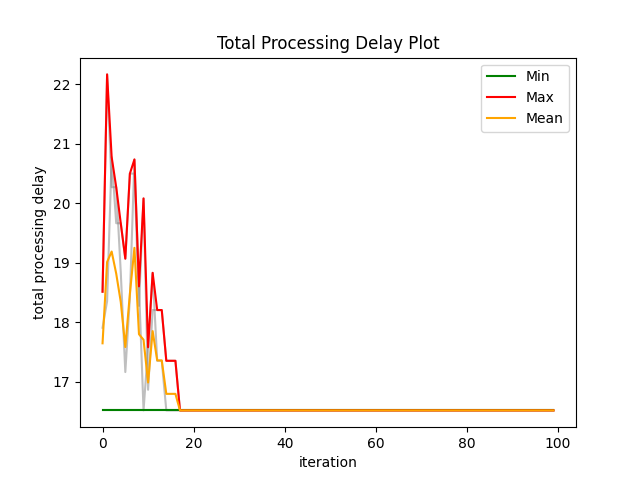 Total Processing Delay Plot
Min
Max
Mean
22
21
20
19
18
17
total processing delay
0 20 40 60 80 100
iteration